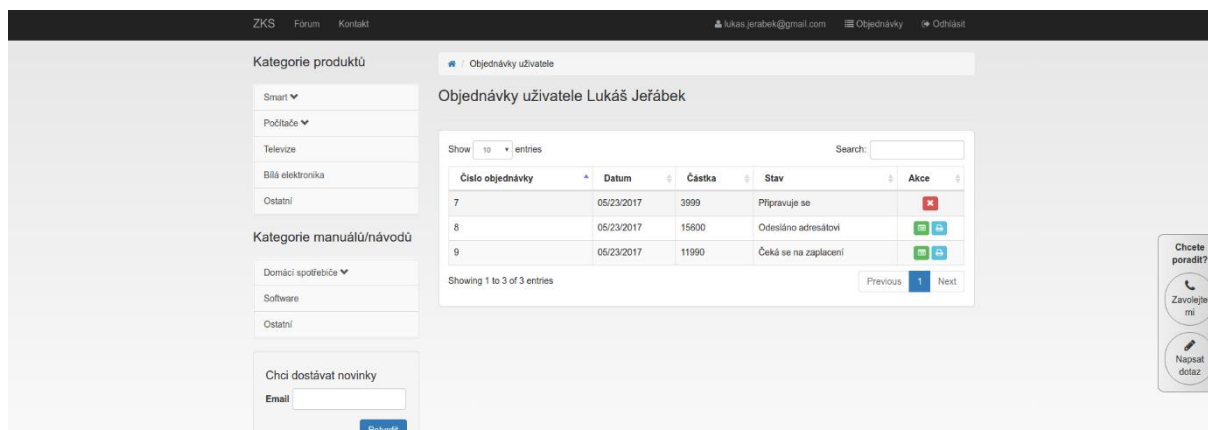 ZKS Fórum Kontakt lukas.jerabek@gmail.com Objednávky Odhlásit
Kategorie produktů
Smart
Počítače
Televize
Bílá elektronika
Ostatní
Kategorie manuálů/návodů
Domácí spotřebiče
Software
Ostatní
Chci dostávat novinky
Email
Potvrdit
/ Objednávky uživatele
Objednávky uživatele Lukáš Jeřábek
Show 10 entries Search:
Číslo objednávky Datum Částka Stav Akce
7 05/23/2017 3999 Připravuje se
8 05/23/2017 15600 Odesláno adresátovi
9 05/23/2017 11990 Čeká se na zaplacení
Showing 1 to 3 of 3 entries Previous 1 Next
Chcete
poradit?
Zavolejte
mi
Napsat
dotaz